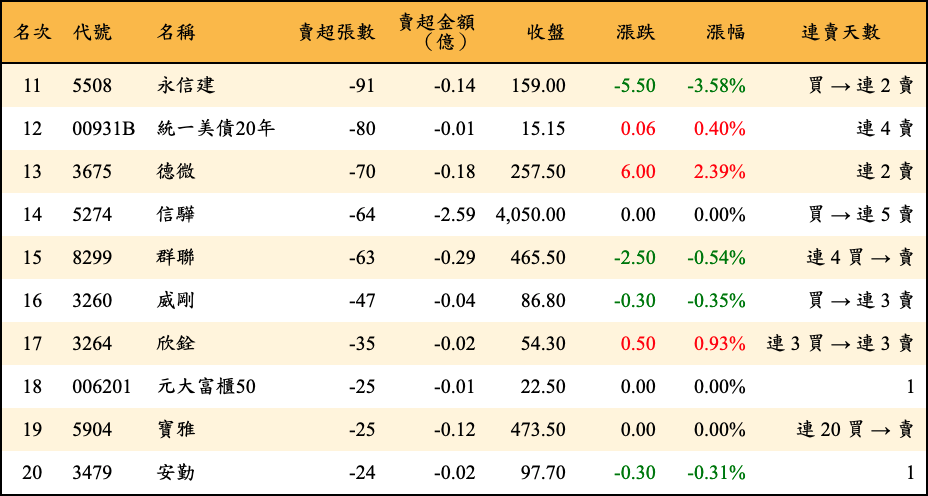 名次 代號 名稱 賣超張數 賣超金額（億） 收盤 漲跌 漲幅 連賣天數
11 5508 永信建 -91 -0.14 159.00 -5.50 -3.58% 買 → 連 2 賣
12 00931B 統一美債20年 -80 -0.01 15.15 0.06 0.40% 連 4 賣
13 3675 德微 -70 -0.18 257.50 6.00 2.39% 連 2 賣
14 5274 信驊 -64 -2.59 4,050.00 0.00 0.00% 買 → 連 5 賣
15 8299 群聯 -63 -0.29 465.50 -2.50 -0.54% 連 4 買 → 賣
16 3260 威剛 -47 -0.04 86.80 -0.30 -0.35% 買 → 連 3 賣
17 3264 欣銓 -35 -0.02 54.30 0.50 0.93% 連 3 買 → 連 3 賣
18 006201 元大富櫃50 -25 -0.01 22.50 0.00 0.00% 1
19 5904 寶雅 -25 -0.12 473.50 0.00 0.00% 連 20 買 → 賣
20 3479 安勤 -24 -0.02 97.70 -0.30 -0.31% 1